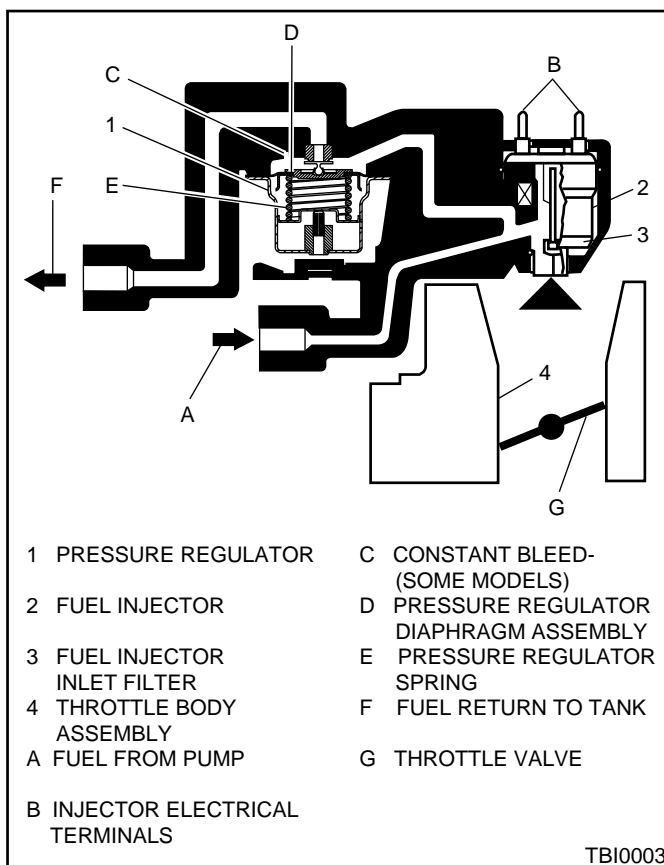 D
C
B
1
F
E
2
3
4
A
G
1 PRESSURE REGULATOR
2 FUEL INJECTOR
3 FUEL INJECTOR
INLET FILTER
4 THROTTLE BODY
ASSEMBLY
A FUEL FROM PUMP
B INJECTOR ELECTRICAL
TERMINALS
C CONSTANT BLEED-
(SOME MODELS)
D PRESSURE REGULATOR
DIAPHRAGM ASSEMBLY
E PRESSURE REGULATOR
SPRING
F FUEL RETURN TO TANK
G THROTTLE VALVE
TBI0003